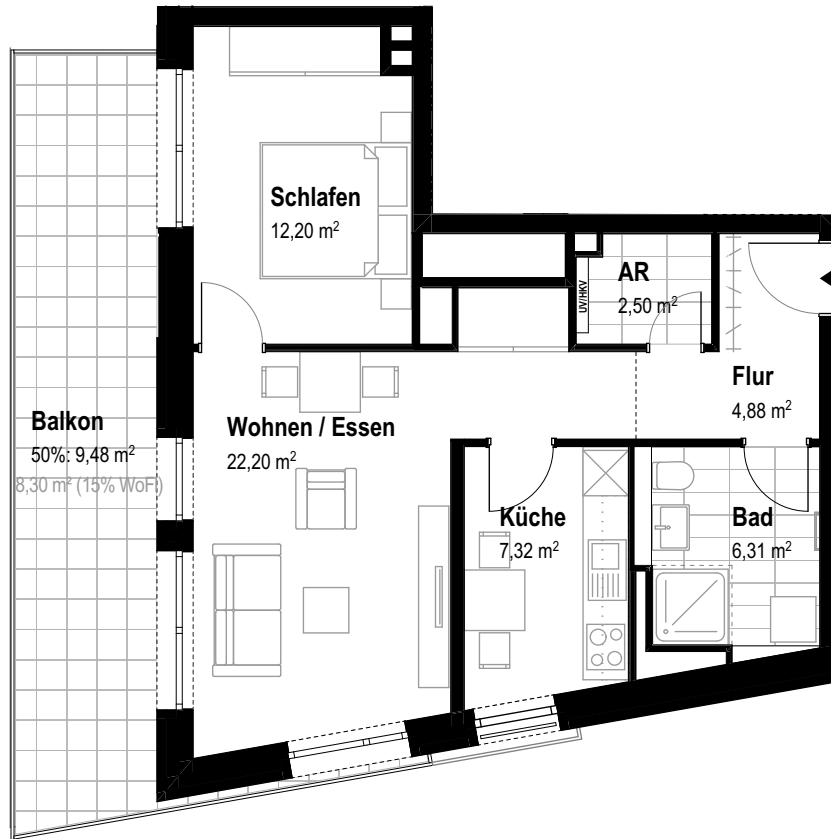 Schlafen
12,20 m²
AR
2,50 m²
UV/HKV
Flur
4,88 m²
Balkon
50%: 9,48 m²
8,30 m² (15% WoFl)
Wohnen / Essen
22,20 m²
Küche
7,32 m²
Bad
6,31 m²